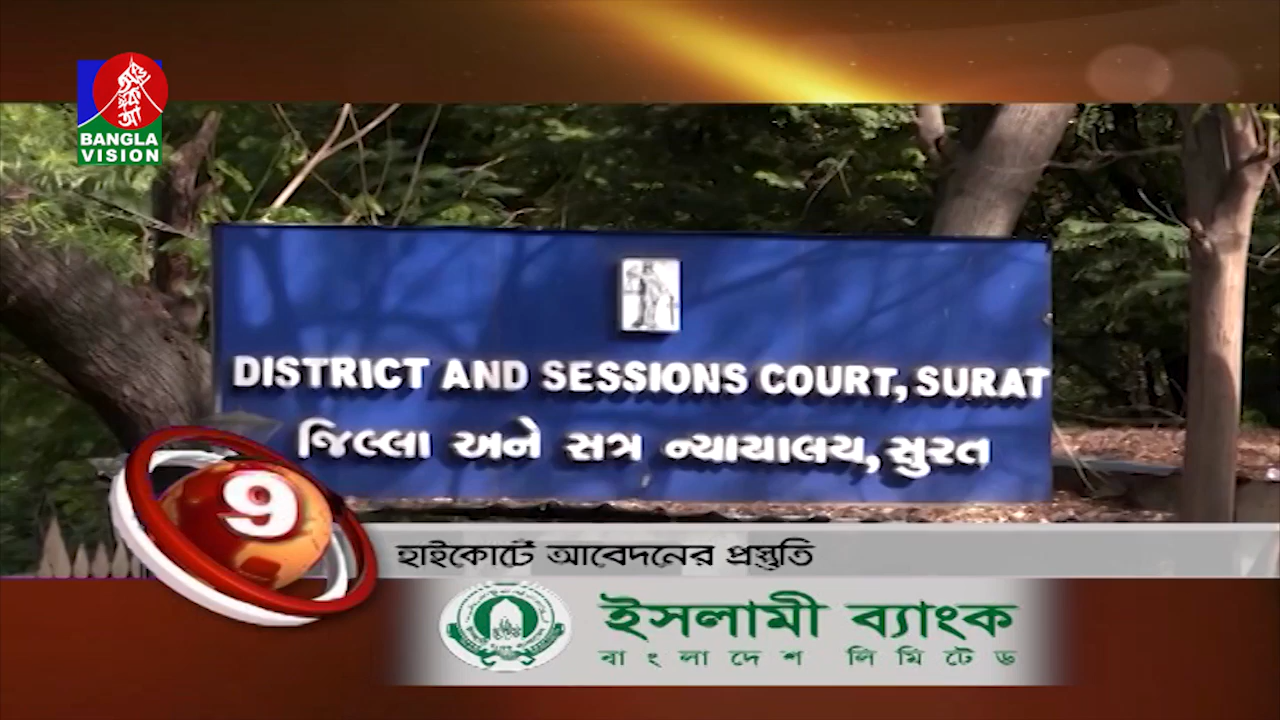 BANGLA
VISION
DISTRICT AND SESSIONS COURT, SURAT
જિલ્લા અને સત્ર ન્યાયાલય, સુરત
9
হাইকোর্টে আবেদনের প্রস্তুতি
ইসলামী ব্যাংক
বাংলাদেশ লিমিটেড